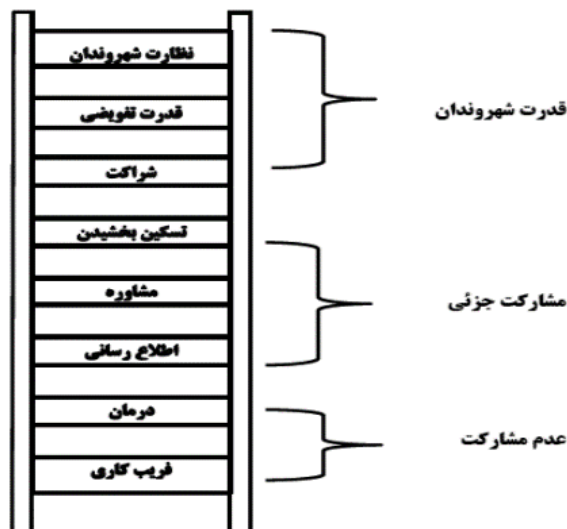 نظارت شهروندان
قدرت تفویضی
شراکت
تسکین بخشیدن
مشاوره
اطلاع رسانی
درمان
فریب کاری
قدرت شهروندان
مشارکت جزئی
عدم مشارکت